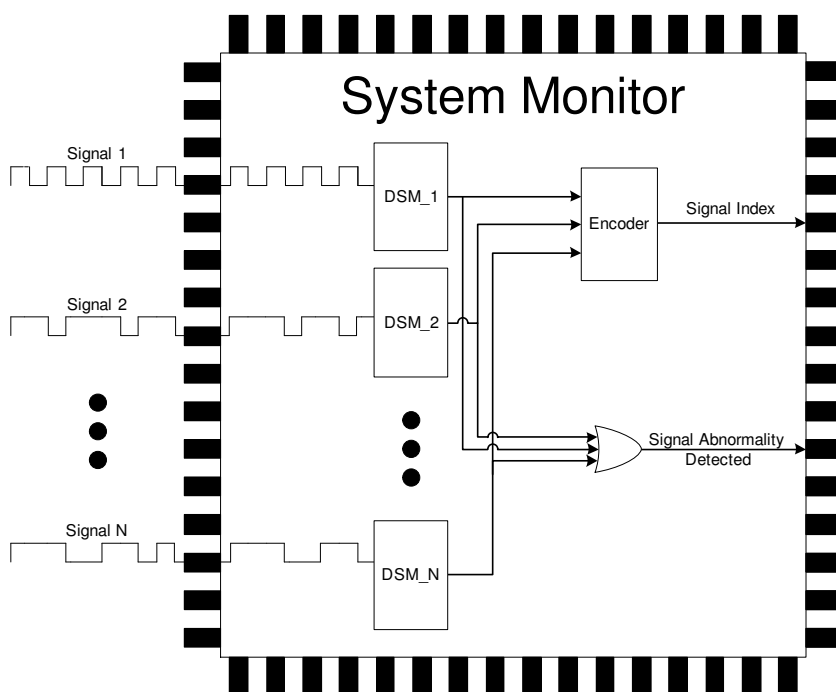 System Monitor
Signal 1
DSM_1
Encoder
Signal Index
Signal 2
DSM_2
Signal Abnormality
Detected
Signal N
DSM_N